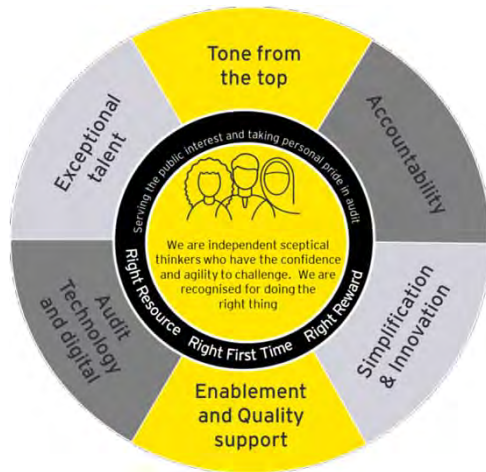 Tone from
the top
Accountability
Simplification
& Innovation
Enablement
and Quality
support
Audit
Technology
and digital
Exceptional
talent
Serving the public interest and taking personal pride in audit
We are independent sceptical
thinkers who have the confidence
and agility to challenge. We are
recognised for doing the
right thing
Right Resource Right First Time Right Reward